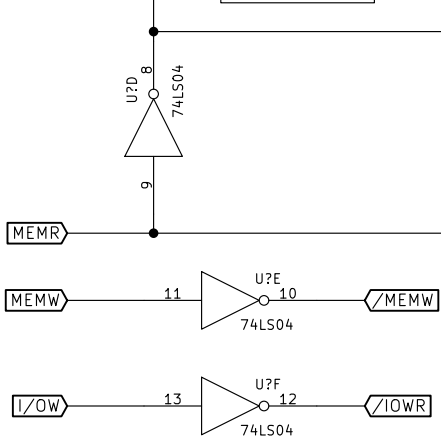 8
U?D
74LS04
9
MEMR
U?E
MEMW 11 10 /MEMW
74LS04
U?F
I/OW 13 12 /IOWR
74LS04